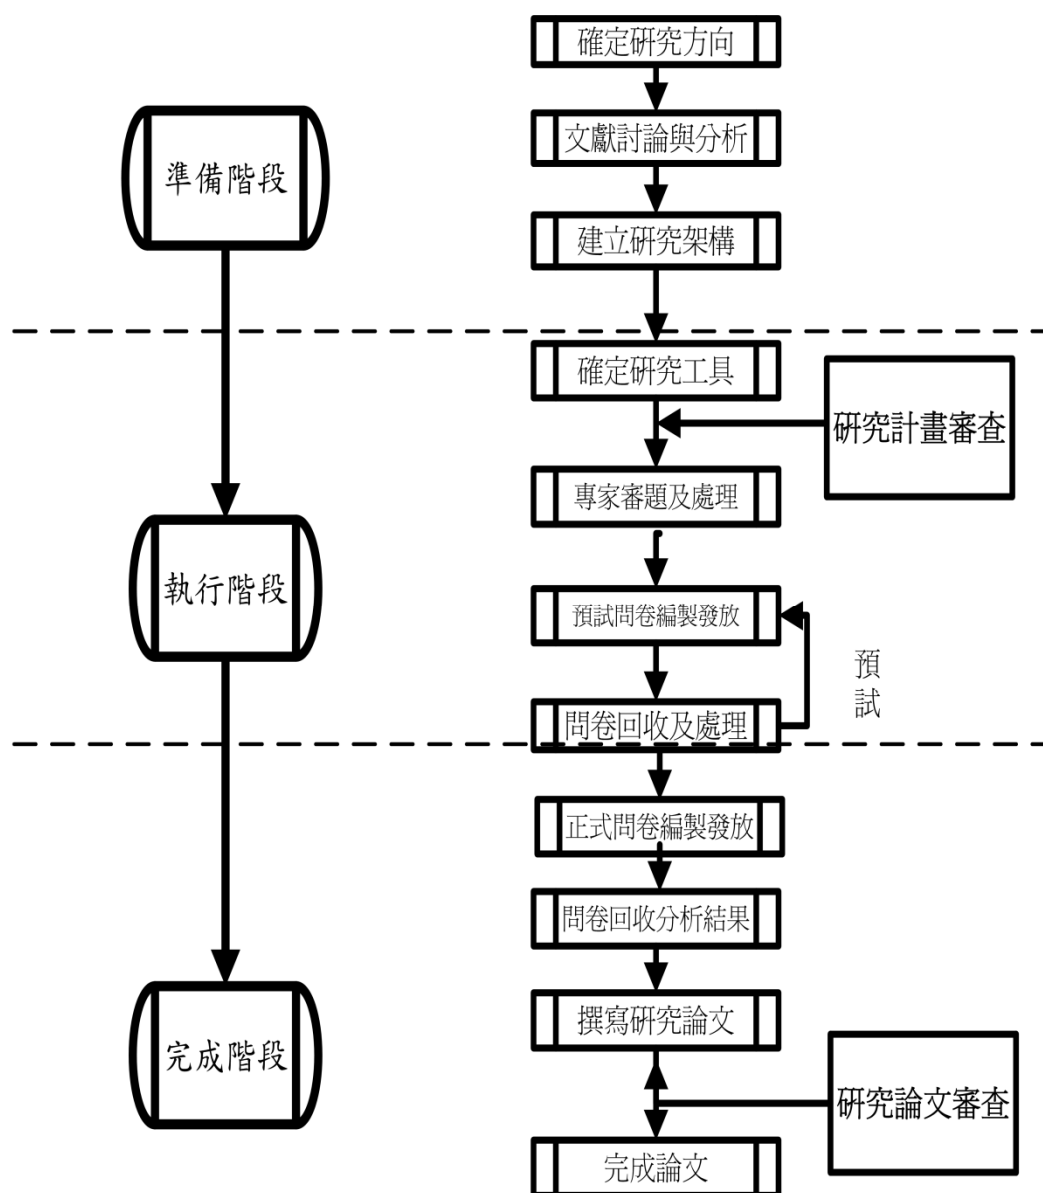 確定研究方向
文獻討論與分析
準備階段
建立研究架構
確定研究工具
研究計畫審查
專家審題及處理
執行階段
預試問卷編製發放
預
試
問卷回收及處理
正式問卷編製發放
問卷回收分析結果
撰寫研究論文
完成階段
研究論文審查
完成論文